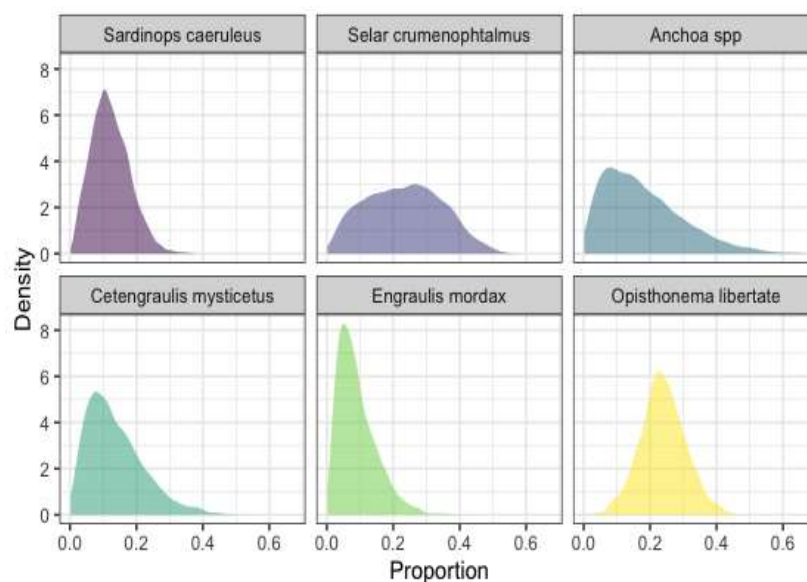 Sardinops caeruleus
Selar crumenophtalmus
Anchoa spp
8
6
4
2
0
Cetengraulis mysticetus
Engraulis mordax
Opisthonema libertate
8
6
4
2
0
Density
0.0 0.2 0.4 0.6
0.0 0.2 0.4 0.6
0.0 0.2 0.4 0.6
Proportion